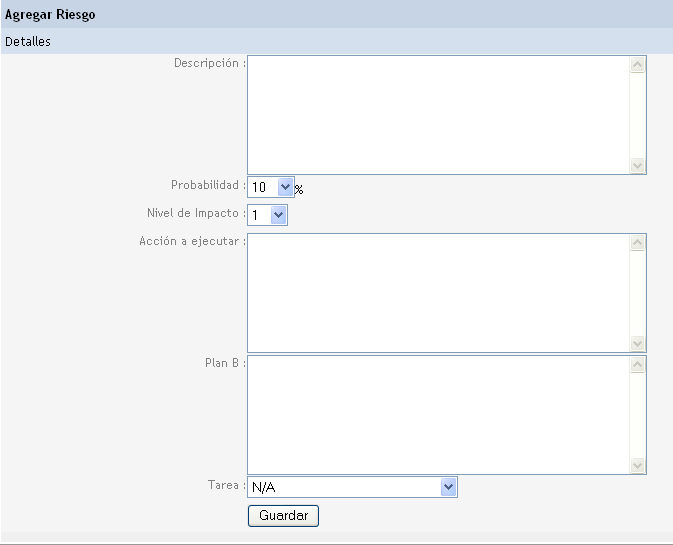 Agregar Riesgo
Detalles
Descripción :
Probabilidad : 10 %
Nivel de Impacto : 1
Acción a ejecutar :
Plan B :
Tarea : N/A
Guardar